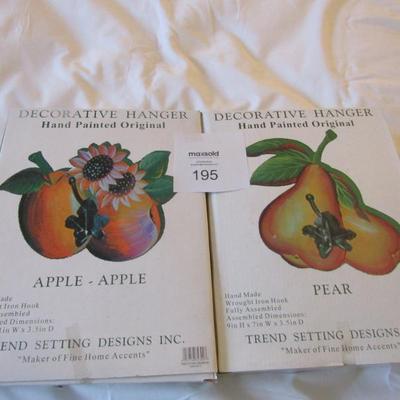 DECORATIVE HANGER
Hand Painted Original
APPLE - APPLE
Made
Iron Hook
Assembled
Dimensions:
W x 3.5in D
TREND SETTING DESIGNS INC.
"Maker of Fine Home Accents"
maxsold
195
DECORATIVE HANGER
Hand Painted Original
PEAR
Hand Made
Wrought Iron Hook
Fully Assembled
Assembled Dimensions:
9in H x 7in W x 3.5in D
TREND SETTING DESIGNS
"Maker of Fine Home Accents"